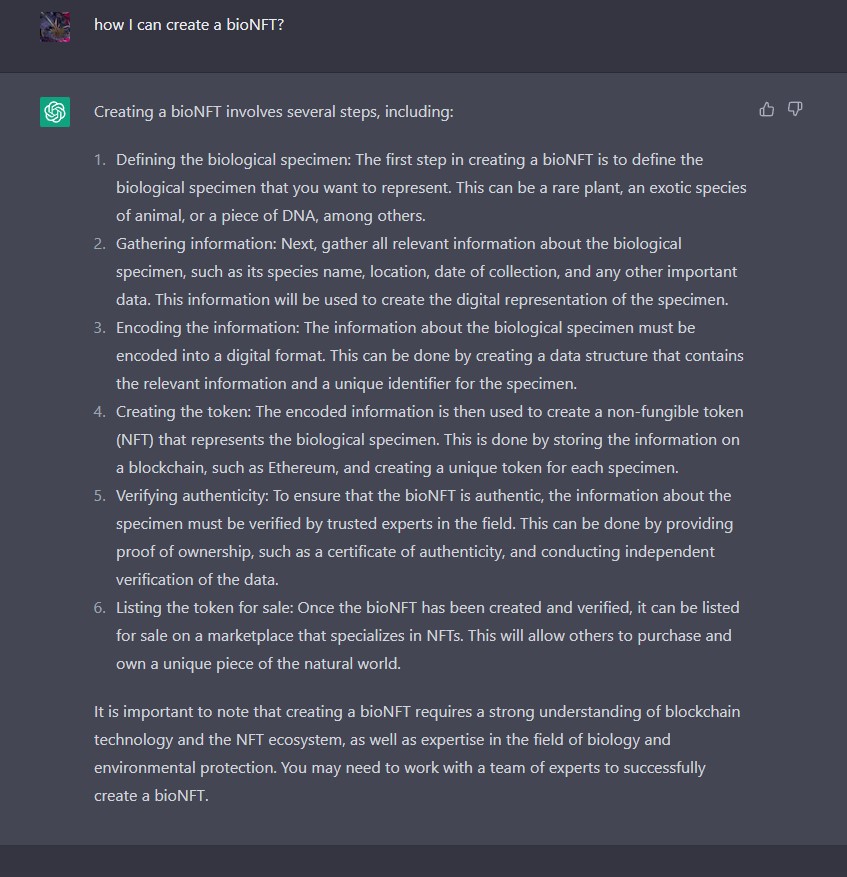 how I can create a bioNFT?
Creating a bioNFT involves several steps, including:
1. Defining the biological specimen: The first step in creating a bioNFT is to define the
biological specimen that you want to represent. This can be a rare plant, an exotic species
of animal, or a piece of DNA, among others.
2. Gathering information: Next, gather all relevant information about the biological
specimen, such as its species name, location, date of collection, and any other important
data. This information will be used to create the digital representation of the specimen.
3. Encoding the information: The information about the biological specimen must be
encoded into a digital format. This can be done by creating a data structure that contains
the relevant information and a unique identifier for the specimen.
4. Creating the token: The encoded information is then used to create a non-fungible token
(NFT) that represents the biological specimen. This is done by storing the information on
a blockchain, such as Ethereum, and creating a unique token for each specimen.
5. Verifying authenticity: To ensure that the bioNFT is authentic, the information about the
specimen must be verified by trusted experts in the field. This can be done by providing
proof of ownership, such as a certificate of authenticity, and conducting independent
verification of the data.
6. Listing the token for sale: Once the bioNFT has been created and verified, it can be listed
for sale on a marketplace that specializes in NFTs. This will allow others to purchase and
own a unique piece of the natural world.
It is important to note that creating a bioNFT requires a strong understanding of blockchain
technology and the NFT ecosystem, as well as expertise in the field of biology and
environmental protection. You may need to work with a team of experts to successfully
create a bioNFT.